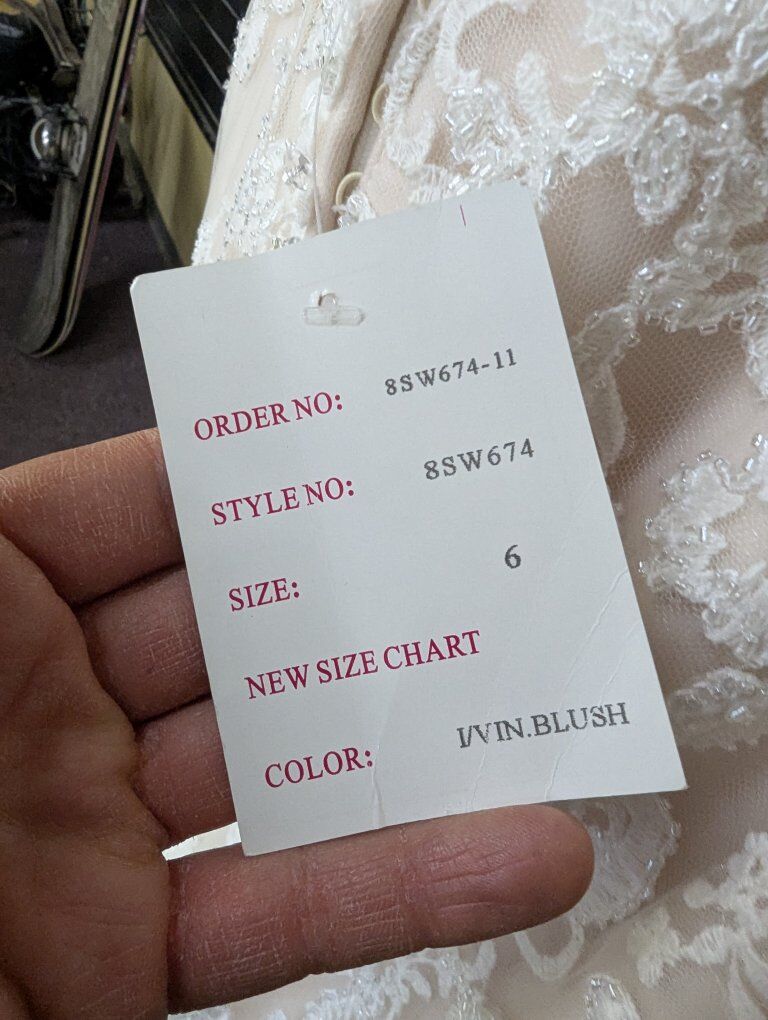 ORDER NO: 8SW674-11
STYLE NO: 8SW674
SIZE: 6
NEW SIZE CHART
COLOR: I/VIN.BLUSH